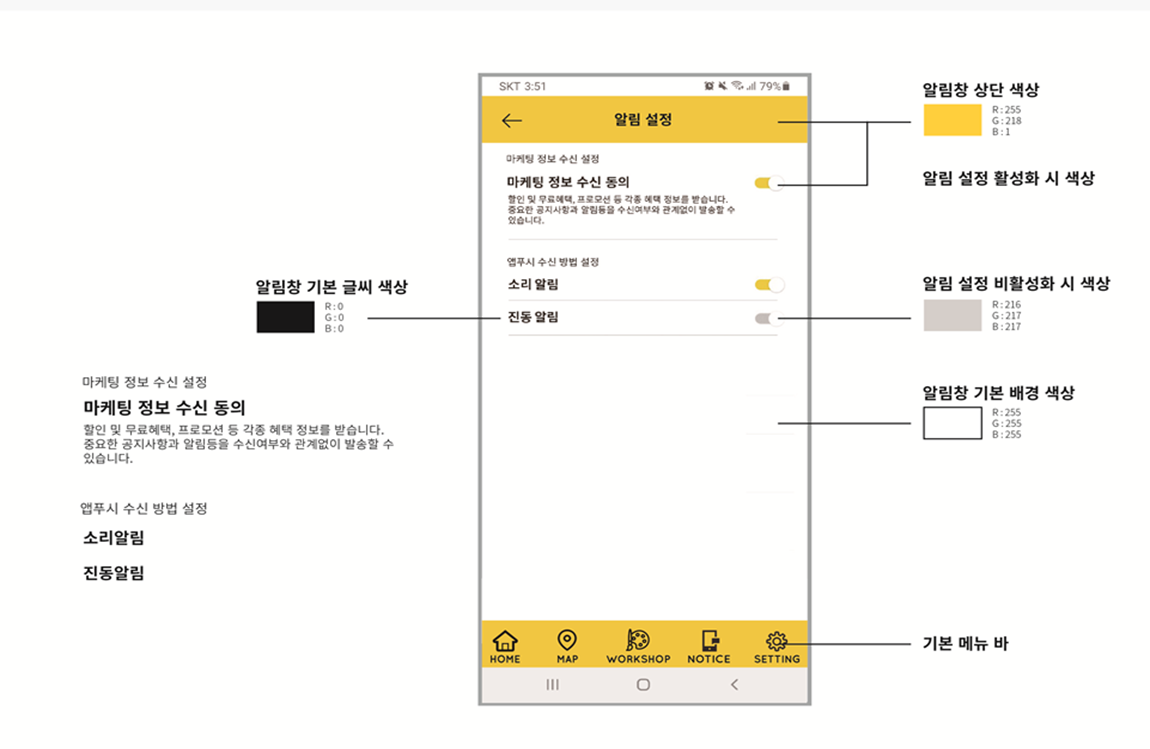 SKT 3:51
79%
알림 설정
마케팅 정보 수신 설정
마케팅 정보 수신 동의
할인 및 무료혜택, 프로모션 등 각종 혜택 정보를 받습니다.
중요한 공지사항과 알림등을 수신여부와 관계없이 발송할 수
있습니다.
앱푸시 수신 방법 설정
소리 알림
진동 알림
HOME
MAP
WORKSHOP
NOTICE
SETTING
알림창 기본 글씨 색상
R:0
G:0
B:0
마케팅 정보 수신 설정
마케팅 정보 수신 동의
할인 및 무료혜택, 프로모션 등 각종 혜택 정보를 받습니다.
중요한 공지사항과 알림등을 수신여부와 관계없이 발송할 수
있습니다.
앱푸시 수신 방법 설정
소리알림
진동알림
알림창 상단 색상
R:255
G:218
B:1
알림 설정 활성화 시 색상
알림 설정 비활성화 시 색상
R:216
G:217
B:217
알림창 기본 배경 색상
R:255
G:255
B:255
기본 메뉴 바